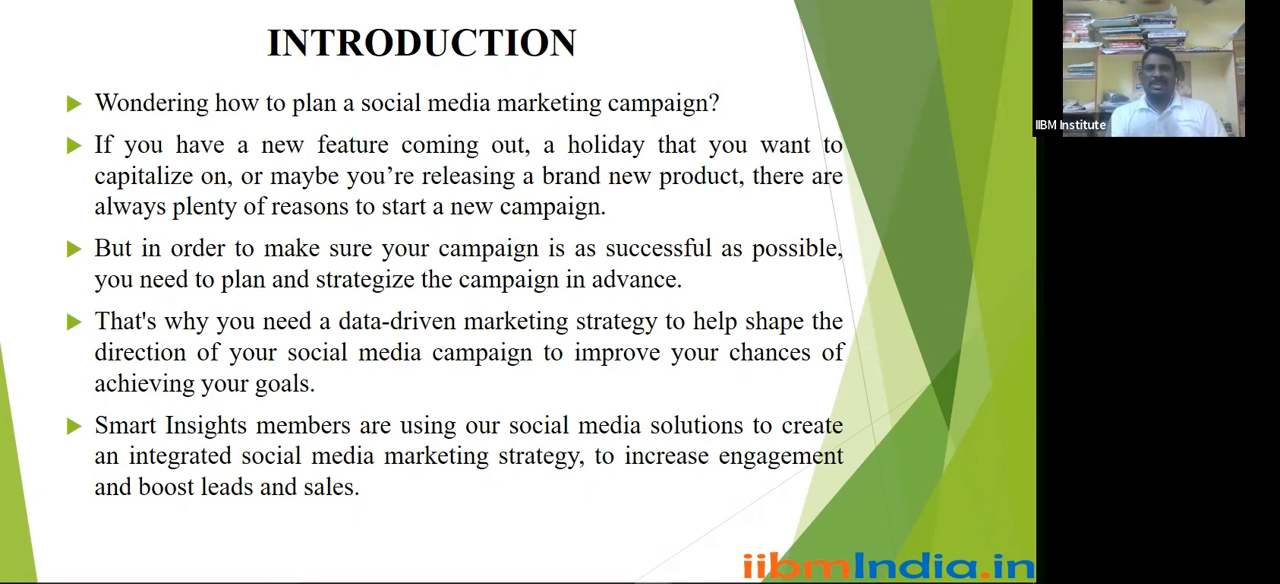 INTRODUCTION
Wondering how to plan a social media marketing campaign?
If you have a new feature coming out, a holiday that you want to
capitalize on, or maybe you’re releasing a brand new product, there are
always plenty of reasons to start a new campaign.
But in order to make sure your campaign is as successful as possible,
you need to plan and strategize the campaign in advance.
That's why you need a data-driven marketing strategy to help shape the
direction of your social media campaign to improve your chances of
achieving your goals.
Smart Insights members are using our social media solutions to create
an integrated social media marketing strategy, to increase engagement
and boost leads and sales.
iibmIndia.in
IIBM Institute